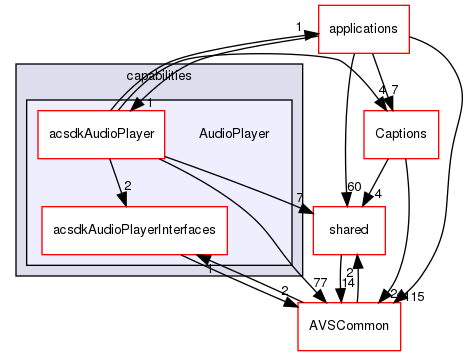 applications
1
capabilities
4
7
1
acsdkAudioPlayer
AudioPlayer
Captions
2
60
4
7
acsdkAudioPlayerInterfaces
shared
1
2
14
2
77
2
115
AVSCommon